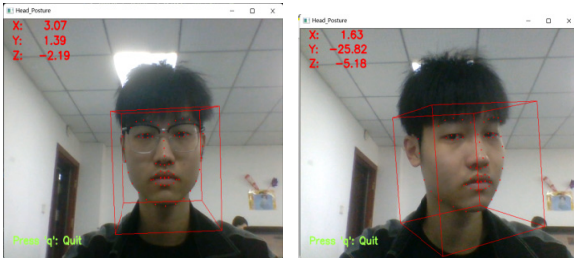 Head_Posture
X: 3.07
Y: 1.39
Z: -2.19
Press 'q': Quit
Head_Posture
X: 1.63
Y: -25.82
Z: -5.18
Press 'q': Quit